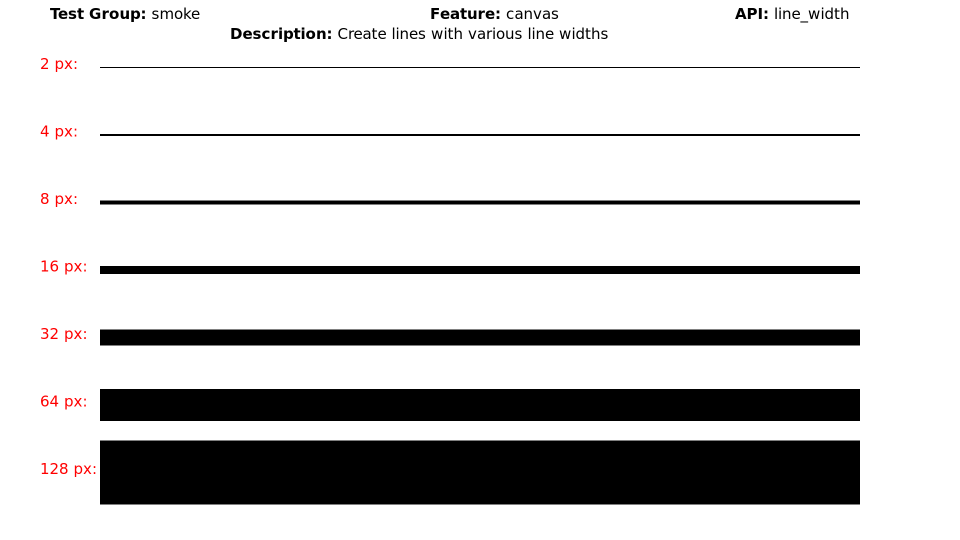 Test Group: smoke Feature: canvas API: line_width
Description: Create lines with various line widths
2 px:
4 px:
8 px:
16 px:
32 px:
64 px:
128 px: